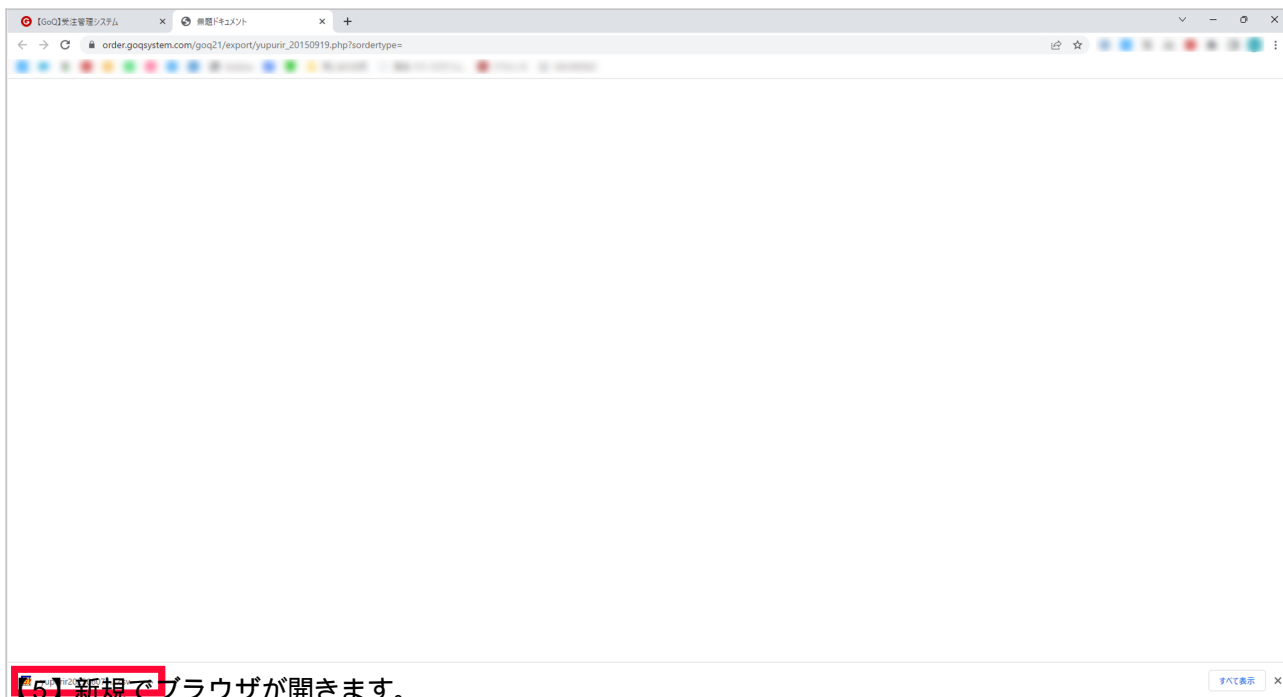 【GoQ】受注管理システム
無題ドキュメント
order.goqsystem.com/goq21/export/yupurir_20150919.php?sordertype=
すべて表示
【5】新規でブラウザが開きます。